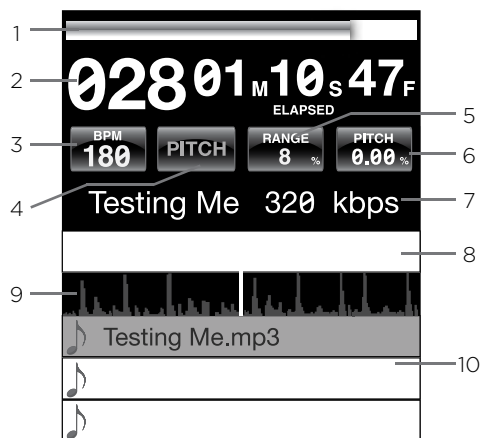 1
2 028 01 M 10 S 47 F
ELAPSED
5
3 BPM 180 PITCH RANGE 8 % PITCH 0.00 % 6
4
Testing Me 320 kbps 7
8
9
Testing Me.mp3
10